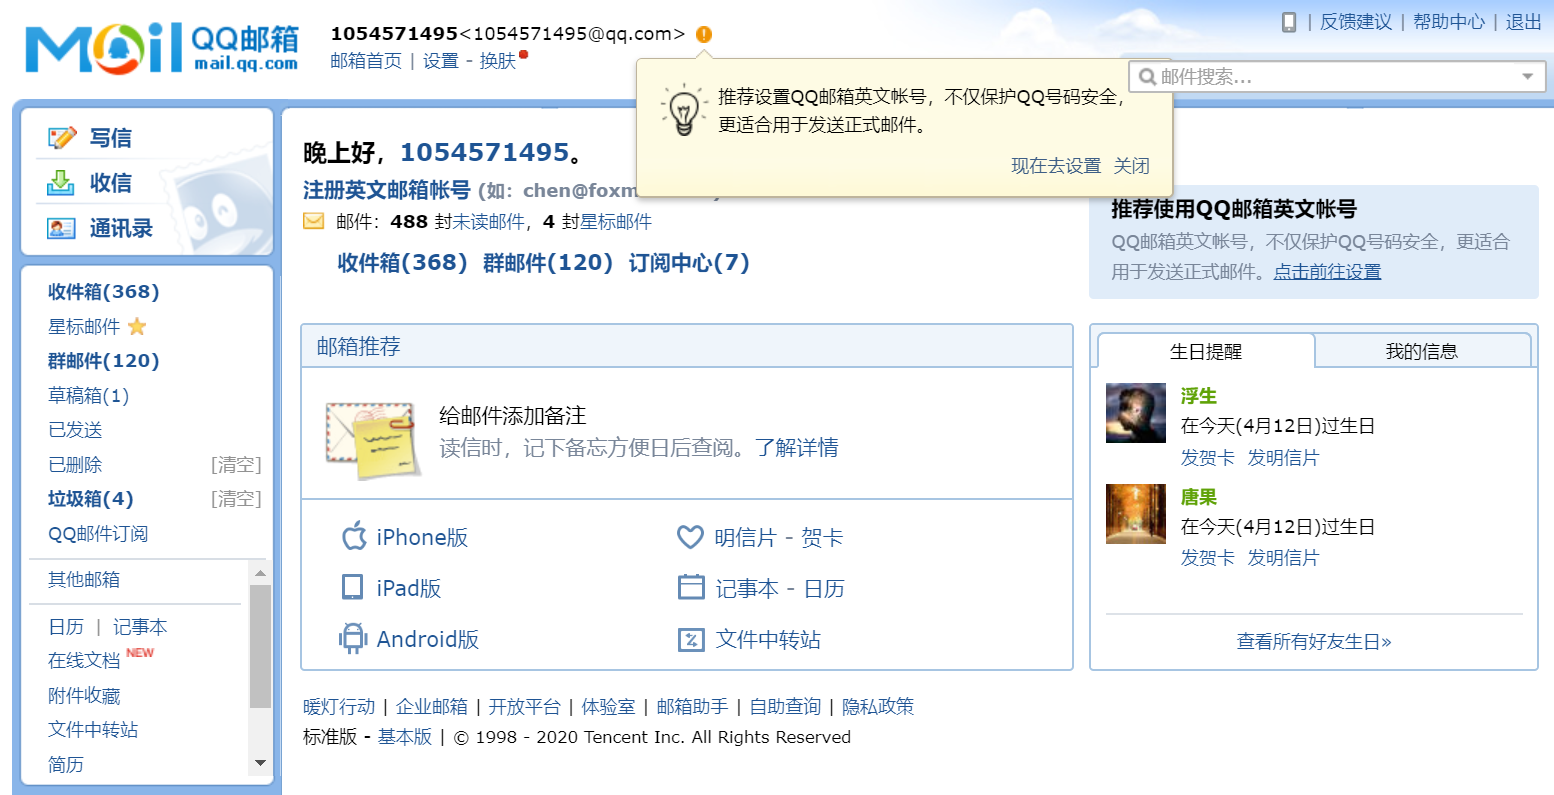 Mail QQ邮箱
mail.qq.com
1054571495<1054571495@qq.com>
邮箱首页 | 设置 - 换肤
| 反馈建议 | 帮助中心 | 退出
邮件搜索...
推荐设置QQ邮箱英文帐号，不仅保护QQ号码安全，
更适合用于发送正式邮件。
现在去设置 关闭
写信
收信
通讯录
收件箱(368)
星标邮件
群邮件(120)
草稿箱(1)
已发送
已删除 [清空]
垃圾箱(4) [清空]
QQ邮件订阅
其他邮箱
日历 | 记事本
在线文档 NEW
附件收藏
文件中转站
简历
晚上好，1054571495。
注册英文邮箱帐号 (如：chen@foxm
邮件：488 封未读邮件，4 封星标邮件
收件箱(368) 群邮件(120) 订阅中心(7)
推荐使用QQ邮箱英文帐号
QQ邮箱英文帐号，不仅保护QQ号码安全，更适合
用于发送正式邮件。点击前往设置
邮箱推荐
给邮件添加备注
读信时，记下备忘方便日后查阅。了解详情
iPhone版
明信片 - 贺卡
iPad版
记事本 - 日历
Android版
文件中转站
生日提醒 我的信息
浮生
在今天(4月12日)过生日
发贺卡 发明信片
唐果
在今天(4月12日)过生日
发贺卡 发明信片
查看所有好友生日»
暖灯行动 | 企业邮箱 | 开放平台 | 体验室 | 邮箱助手 | 自助查询 | 隐私政策
标准版 - 基本版 | © 1998 - 2020 Tencent Inc. All Rights Reserved